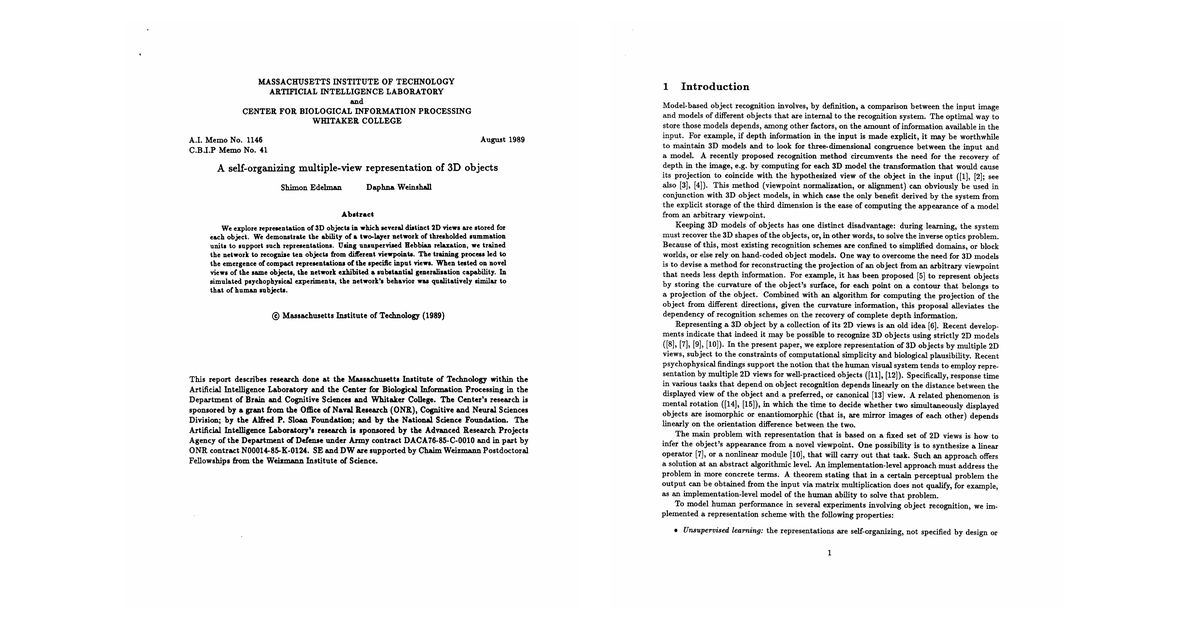 MASSACHUSETTS INSTITUTE OF TECHNOLOGY
ARTIFICIAL INTELLIGENCE LABORATORY
and
CENTER FOR BIOLOGICAL INFORMATION PROCESSING
WHITAKER COLLEGE
A.I. Memo No. 1146 August 1989
C.B.I.P Memo No. 41
A self-organizing multiple-view representation of 3D objects
Shimon Edelman Daphna Weinshall
Abstract
We explore representation of 3D objects in which several distinct 2D views are stored for
each object. We demonstrate the ability of a two-layer network of thresholded summation
units to support such representations. Using unsupervised Hebbian relaxation, we trained
the network to recognise ten objects from different viewpoints. The training process led to
the emergence of compact representations of the specific input views. When tested on novel
views of the same objects, the network exhibited a substantial generalisation capability. In
simulated psychophysical experiments, the network's behavior was qualitatively similar to
that of human subjects.
© Massachusetts Institute of Technology (1989)
This report describes research done at the Massachusetts Institute of Technology within the
Artificial Intelligence Laboratory and the Center for Biological Information Processing in the
Department of Brain and Cognitive Sciences and Whitaker College. The Center's research is
sponsored by a grant from the Office of Naval Research (ONR), Cognitive and Neural Sciences
Division; by the Alfred P. Sloan Foundation; and by the National Science Foundation. The
Artificial Intelligence Laboratory's research is sponsored by the Advanced Research Projects
Agency of the Department of Defense under Army contract DACA76-85-C-0010 and in part by
ONR contract N00014-85-K-0124. SE and DW are supported by Chaim Weizmann Postdoctoral
Fellowships from the Weizmann Institute of Science.
1 Introduction
Model-based object recognition involves, by definition, a comparison between the input image
and models of different objects that are internal to the recognition system. The optimal way to
store those models depends, among other factors, on the amount of information available in the
input. For example, if depth information in the input is made explicit, it may be worthwhile
to maintain 3D models and to look for three-dimensional congruence between the input and
a model. A recently proposed recognition method circumvents the need for the recovery of
depth in the image, e.g. by computing for each 3D model the transformation that would cause
its projection to coincide with the hypothesized view of the object in the input ([1], [2]; see
also [3], [4]). This method (viewpoint normalization, or alignment) can obviously be used in
conjunction with 3D object models, in which case the only benefit derived by the system from
the explicit storage of the third dimension is the ease of computing the appearance of a model
from an arbitrary viewpoint.
Keeping 3D models of objects has one distinct disadvantage: during learning, the system
must recover the 3D shapes of the objects, or, in other words, to solve the inverse optics problem.
Because of this, most existing recognition schemes are confined to simplified domains, or block
worlds, or else rely on hand-coded object models. One way to overcome the need for 3D models
is to devise a method for reconstructing the projection of an object from an arbitrary viewpoint
that needs less depth information. For example, it has been proposed [5] to represent objects
by storing the curvature of the object's surface, for each point on a contour that belongs to
a projection of the object. Combined with an algorithm for computing the projection of the
object from different directions, given the curvature information, this proposal alleviates the
dependency of recognition schemes on the recovery of complete depth information.
Representing a 3D object by a collection of its 2D views is an old idea [6]. Recent develop-
ments indicate that indeed it may be possible to recognize 3D objects using strictly 2D models
([8], [7], [9], [10]). In the present paper, we explore representation of 3D objects by multiple 2D
views, subject to the constraints of computational simplicity and biological plausibility. Recent
psychophysical findings support the notion that the human visual system tends to employ repre-
sentation by multiple 2D views for well-practiced objects ([11], [12]). Specifically, response time
in various tasks that depend on object recognition depends linearly on the distance between the
displayed view of the object and a preferred, or canonical [13] view. A related phenomenon is
mental rotation ([14], [15]), in which the time to decide whether two simultaneously displayed
objects are isomorphic or enantiomorphic (that is, are mirror images of each other) depends
linearly on the orientation difference between the two.
The main problem with representation that is based on a fixed set of 2D views is how to
infer the object's appearance from a novel viewpoint. One possibility is to synthesize a linear
operator [7], or a nonlinear module [10], that will carry out that task. Such an approach offers
a solution at an abstract algorithmic level. An implementation-level approach must address the
problem in more concrete terms. A theorem stating that in a certain perceptual problem the
output can be obtained from the input via matrix multiplication does not qualify, for example,
as an implementation-level model of the human ability to solve that problem.
To model human performance in several experiments involving object recognition, we im-
plemented a representation scheme with the following properties:
• Unsupervised learning: the representations are self-organizing, not specified by design or
1